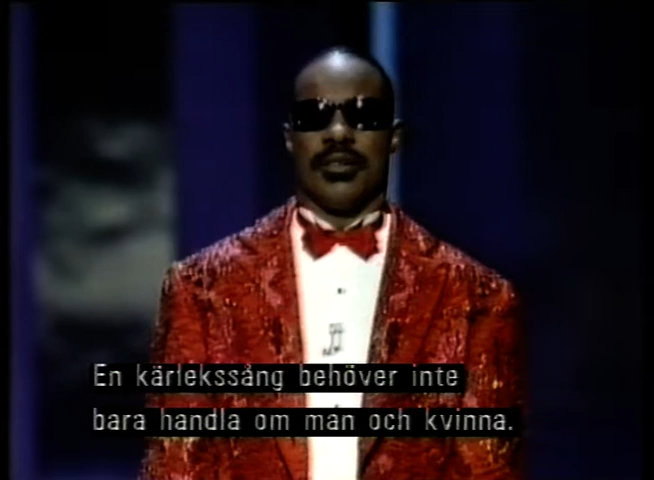 En kärlekssång behöver inte
bara handla om man och kvinna.